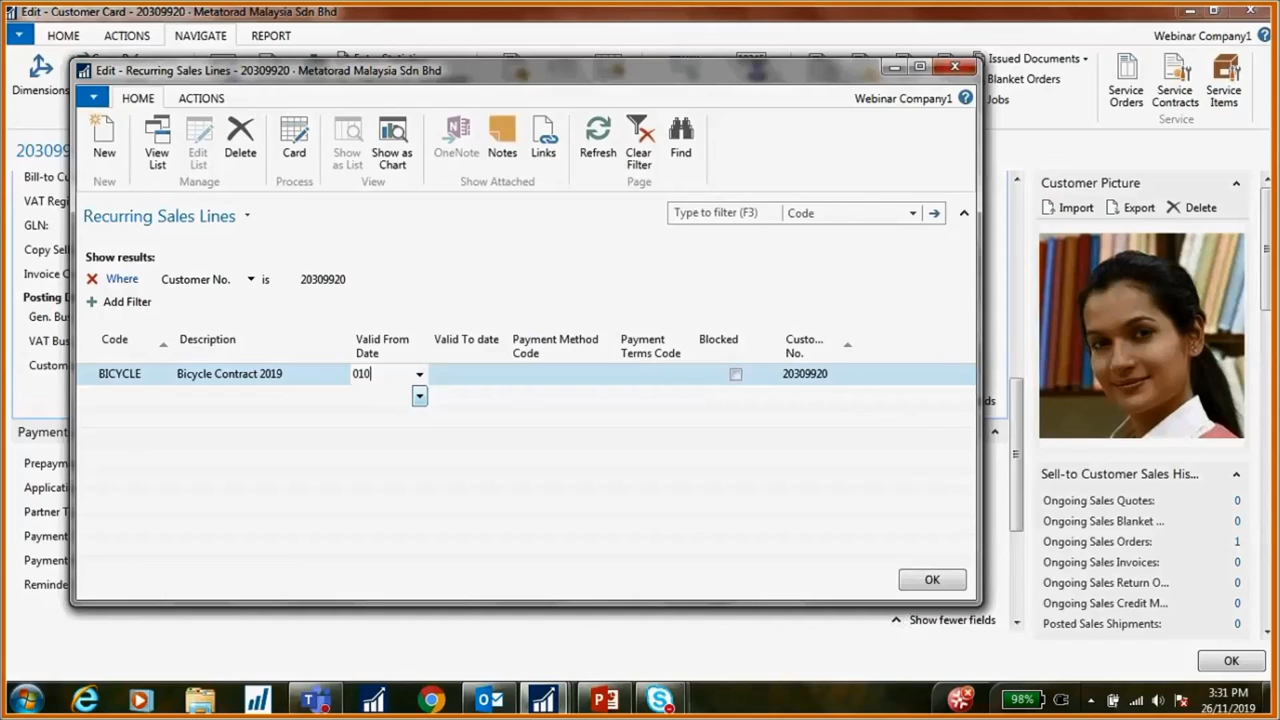 Edit - Customer Card - 20309920 · Metatorad Malaysia Sdn Bhd
HOME ACTIONS NAVIGATE REPORT Webinar Company1
Dimensions
Issued Documents
Blanket Orders
Jobs
Service Orders Service Contracts Service Items
Service
Edit - Recurring Sales Lines - 20309920 · Metatorad Malaysia Sdn Bhd
HOME ACTIONS Webinar Company1
New View List Edit List Delete Card Show as List Show as Chart OneNote Notes Links Refresh Clear Filter Find
New Manage Process View Show Attached Page
Recurring Sales Lines Type to filter (F3) Code
Show results:
Where Customer No. is 20309920
Add Filter
Code Description Valid From Date Valid To date Payment Method Code Payment Terms Code Blocked Custo... No.
BICYCLE Bicycle Contract 2019 010 20309920
OK
203099
Bill-to Cu
VAT Regi
GLN:
Copy Sell
Invoice C
Posting D
Gen. Bus
VAT Bus
Custom
Payment
Prepaym
Applicati
Partner T
Payment
Payment
Reminde
Show fewer fields
Customer Picture
Import Export Delete
Sell-to Customer Sales His...
Ongoing Sales Quotes: 0
Ongoing Sales Blanket ... 0
Ongoing Sales Orders: 1
Ongoing Sales Invoices: 0
Ongoing Sales Return O... 0
Ongoing Sales Credit M... 0
Posted Sales Shipments: 0
OK
98%
3:31 PM
26/11/2019